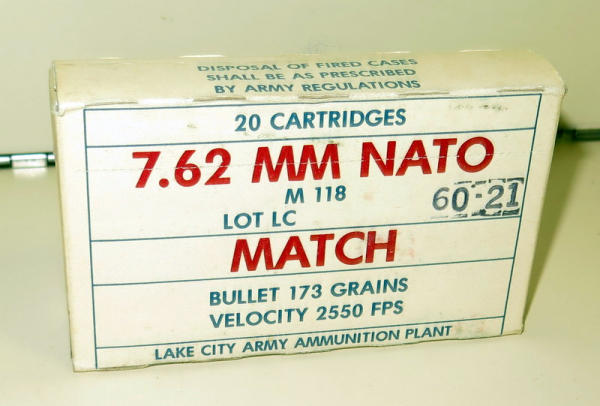 DISPOSAL OF FIRED CASES
SHALL BE AS PRESCRIBED
BY ARMY REGULATIONS
20 CARTRIDGES
7.62 MM NATO
M 118
LOT LC 60-21
MATCH
BULLET 173 GRAINS
VELOCITY 2550 FPS
LAKE CITY ARMY AMMUNITION PLANT